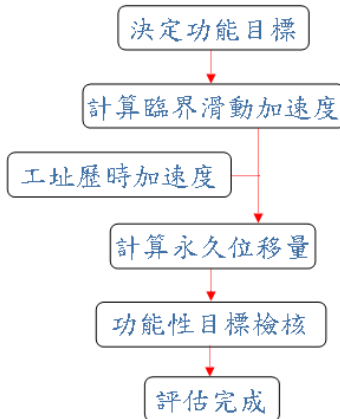 決定功能目標
計算臨界滑動加速度
工址歷時加速度
計算永久位移量
功能性目標檢核
評估完成